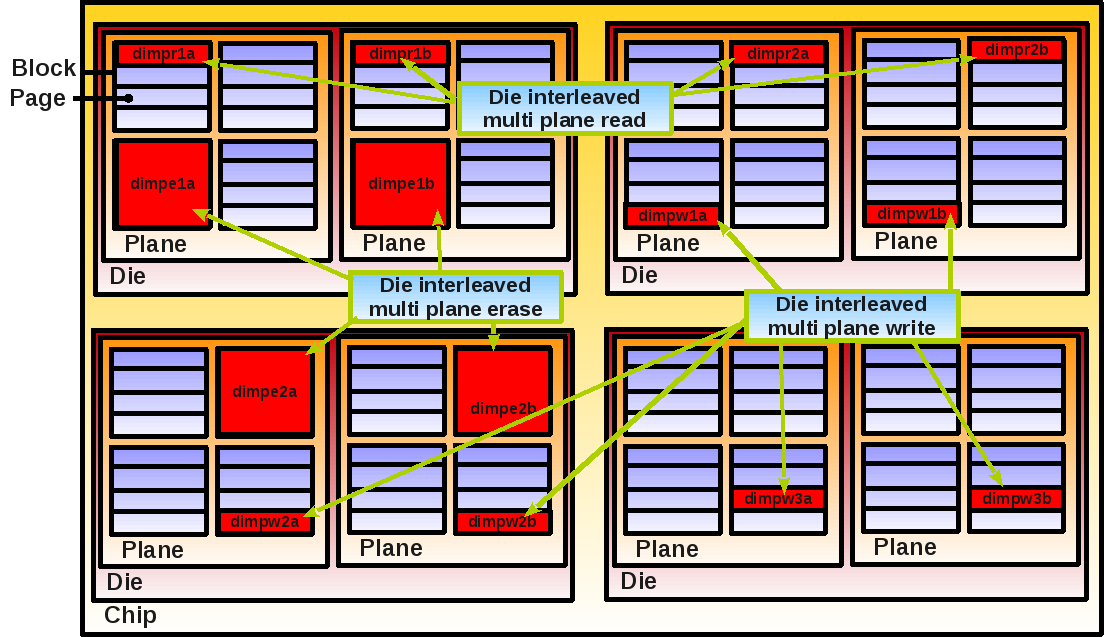 dimpr1a
dimpr1b
dimpr2a
dimpr2b
Block
Page
Die interleaved
multi plane read
dimpe1a
dimpe1b
dimpw1a
dimpw1b
Plane
Plane
Plane
Plane
Die
Die
Die interleaved
multi plane erase
Die interleaved
multi plane write
dimpe2a
dimpe2b
dimpw3a
dimpw3b
dimpw2a
dimpw2b
Plane
Plane
Plane
Plane
Die
Die
Chip